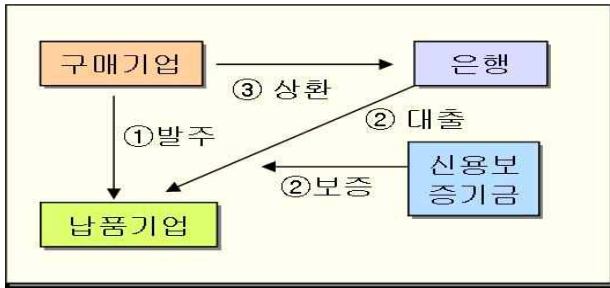 구매기업
은행
③ 상환
② 대출
①발주
②보증
신용보
증기금
납품기업